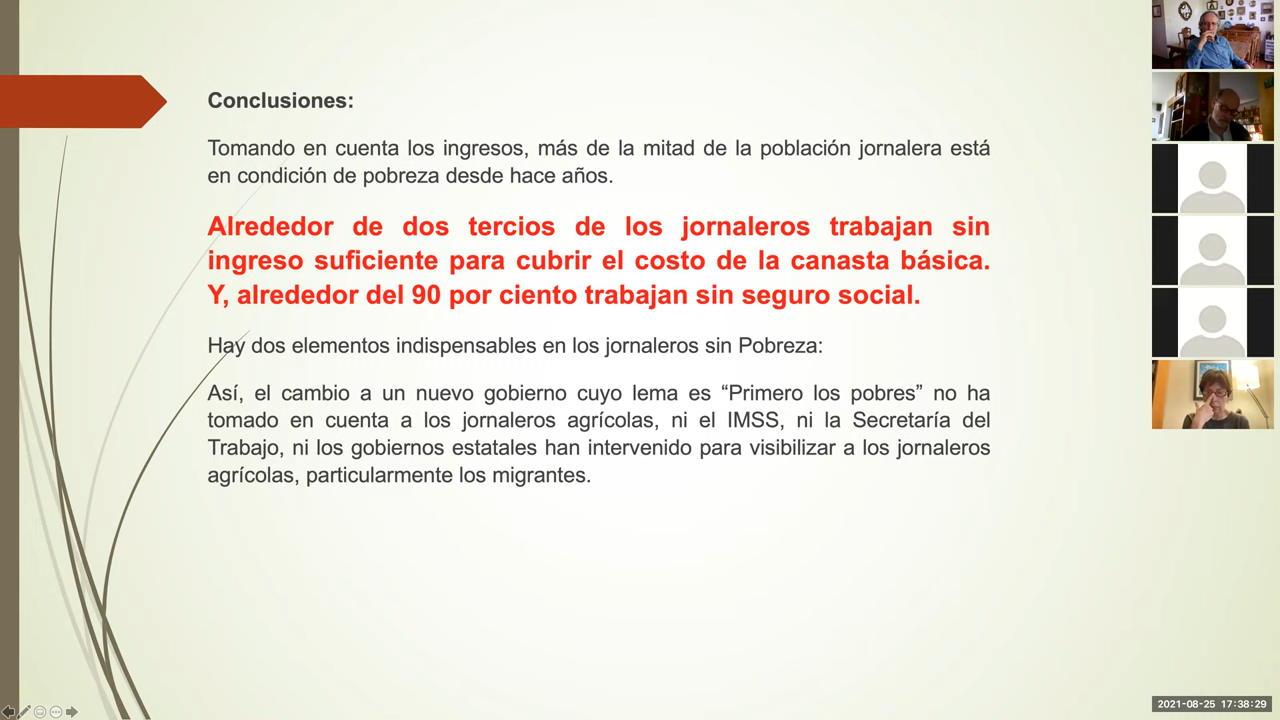 Conclusiones:
Tomando en cuenta los ingresos, más de la mitad de la población jornalera está
en condición de pobreza desde hace años.
Alrededor de dos tercios de los jornaleros trabajan sin
ingreso suficiente para cubrir el costo de la canasta básica.
Y, alrededor del 90 por ciento trabajan sin seguro social.
Hay dos elementos indispensables en los jornaleros sin Pobreza:
Así, el cambio a un nuevo gobierno cuyo lema es “Primero los pobres” no ha
tomado en cuenta a los jornaleros agrícolas, ni el IMSS, ni la Secretaría del
Trabajo, ni los gobiernos estatales han intervenido para visibilizar a los jornaleros
agrícolas, particularmente los migrantes.
2021-08-25 17:38:29